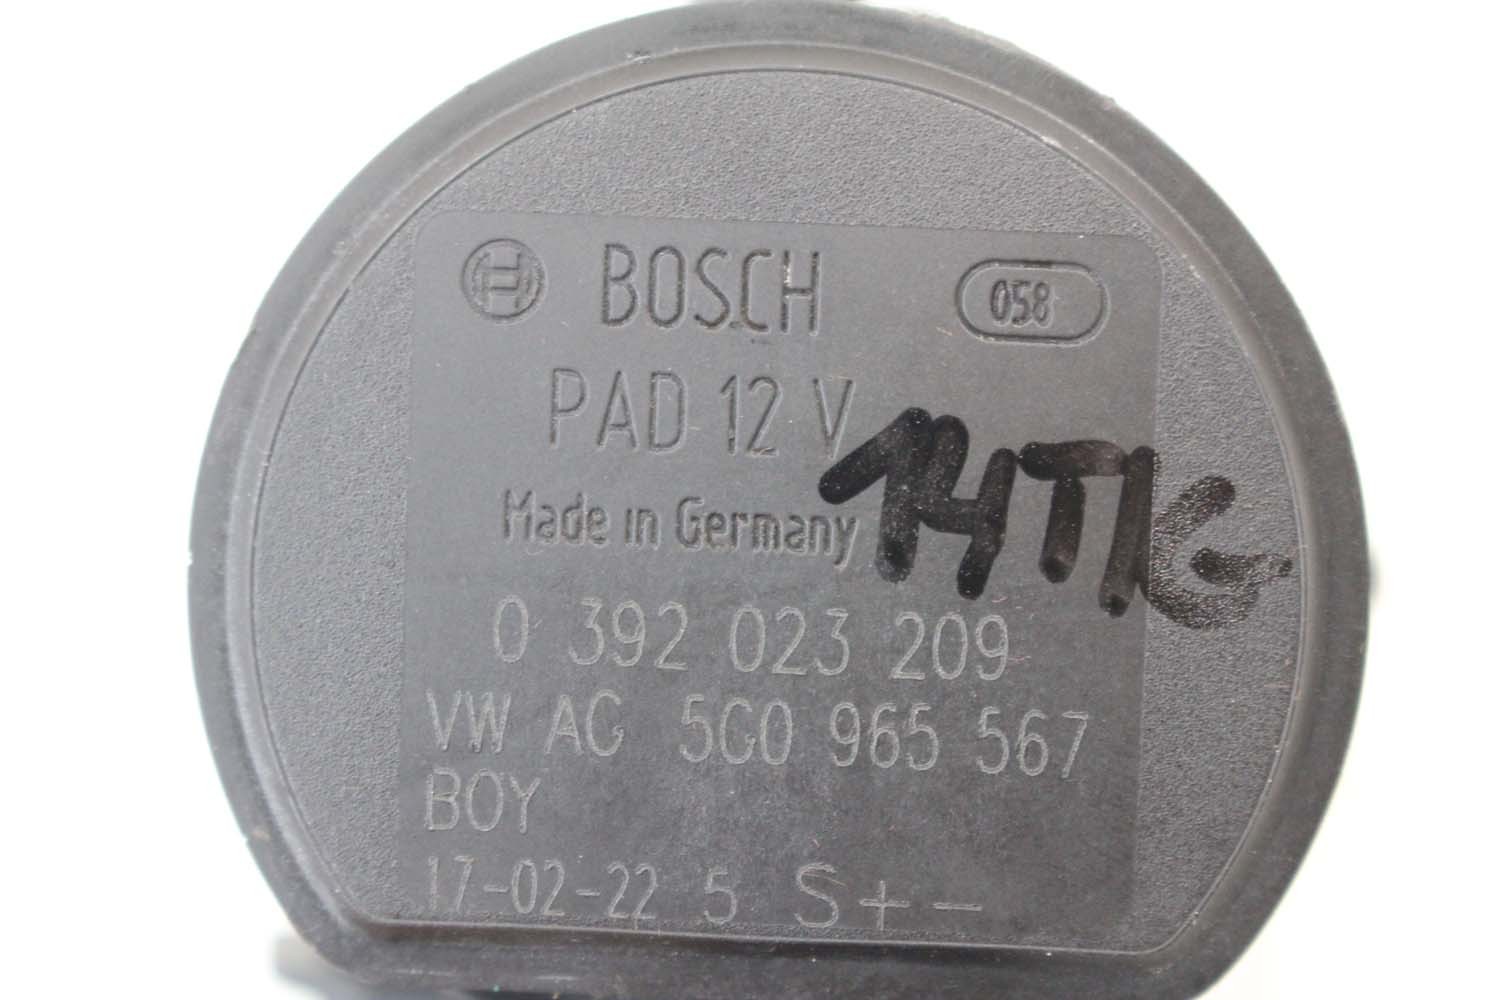 BOSCH 058
PAD 12 V
14TIG
Made in Germany
0 392 023 209
VW AG 5G0 965 567
BOY
17-02-22 5 S + -